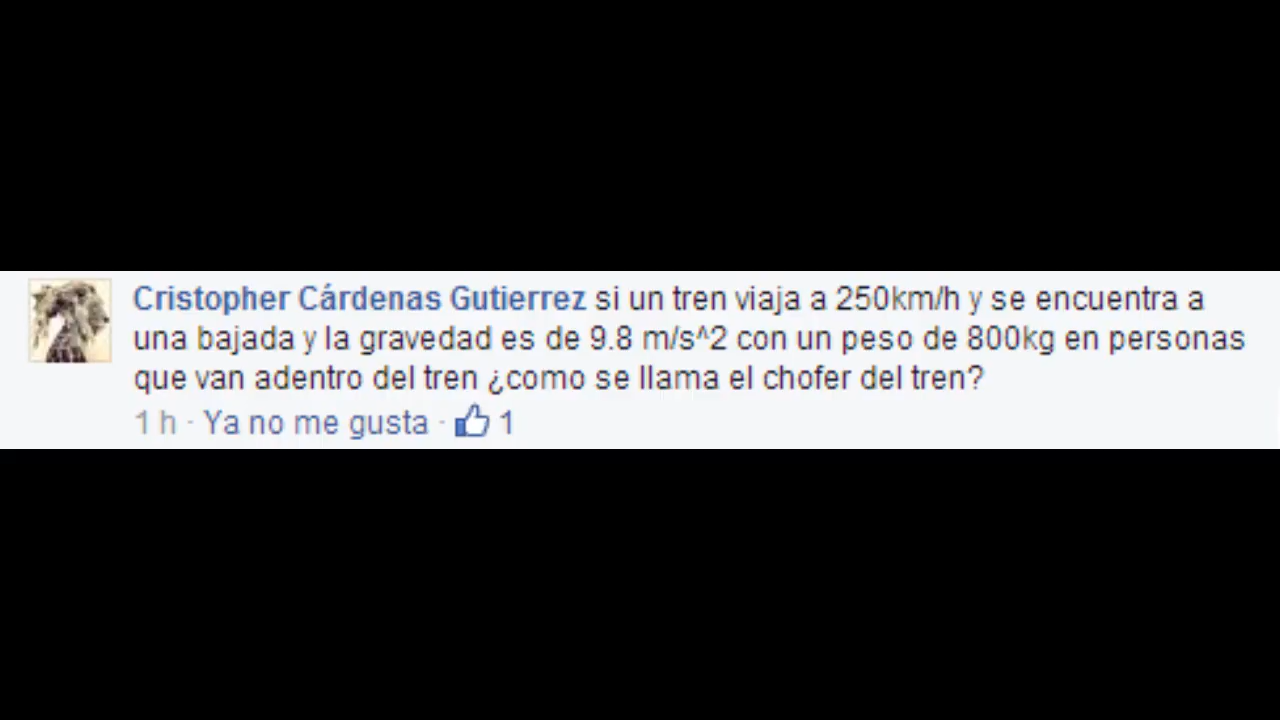 Cristopher Cárdenas Gutierrez si un tren viaja a 250km/h y se encuentra a
una bajada y la gravedad es de 9.8 m/s^2 con un peso de 800kg en personas
que van adentro del tren ¿como se llama el chofer del tren?
1 h · Ya no me gusta · 1